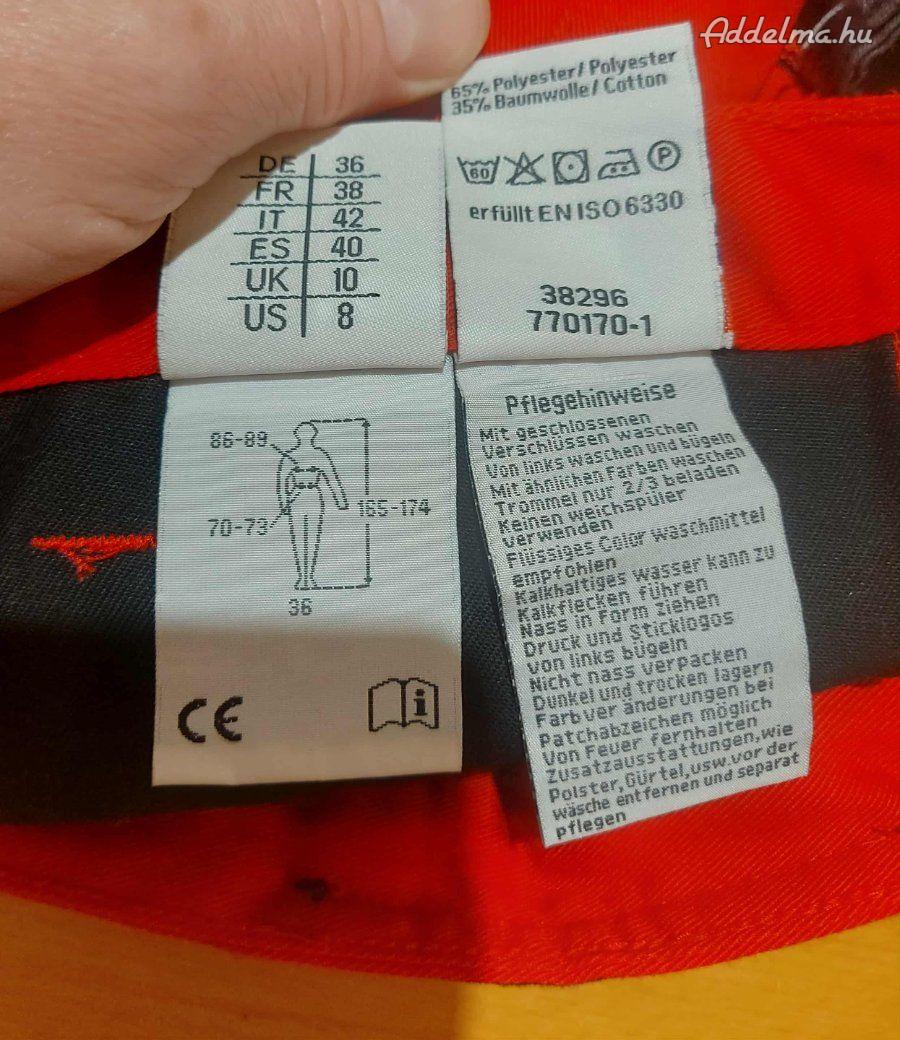 Addelma.hu
65% Polyester/Polyester
35% Baumwolle/Cotton
60
P
erfüllt EN ISO 6330
38296
770170-1
DE 36
FR 38
IT 42
ES 40
UK 10
US 8
86-89
165-174
70-73
36
CE
i
Pflegehinweise
Mit geschlossenen
Verschlüssen waschen
Von links waschen und bügeln
Mit ähnlichen Farben waschen
Trommel nur 2/3 beladen
Keinen weichspüler
verwenden
Flüssiges Color waschmittel
empfohlen
Kalkhaltiges wasser kann zu
Kalkflecken führen
Nass in Form ziehen
Druck und Sticklogos
von links bügeln
Nicht nass verpacken
Dunkel und trocken lagern
Farbver änderungen bei
Patchabzeichen möglich
Von Feuer fernhalten
Zusatzausstattungen,wie
Polster,Gürtel,usw.vor der
wäsche entfernen und separat
pflegen